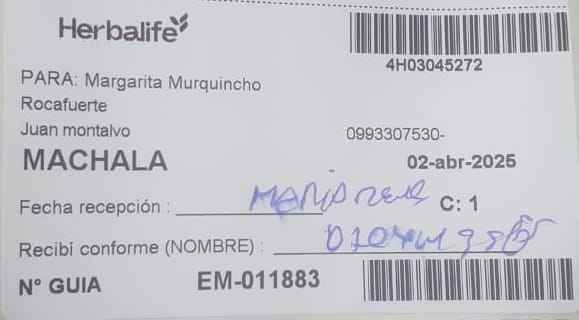 Herbalife
4H03045272
PARA: Margarita Murquincho
Rocafuerte
Juan montalvo 0993307530-
MACHALA 02-abr-2025
Fecha recepción : C: 1
Recibí conforme (NOMBRE) :
N° GUIA EM-011883